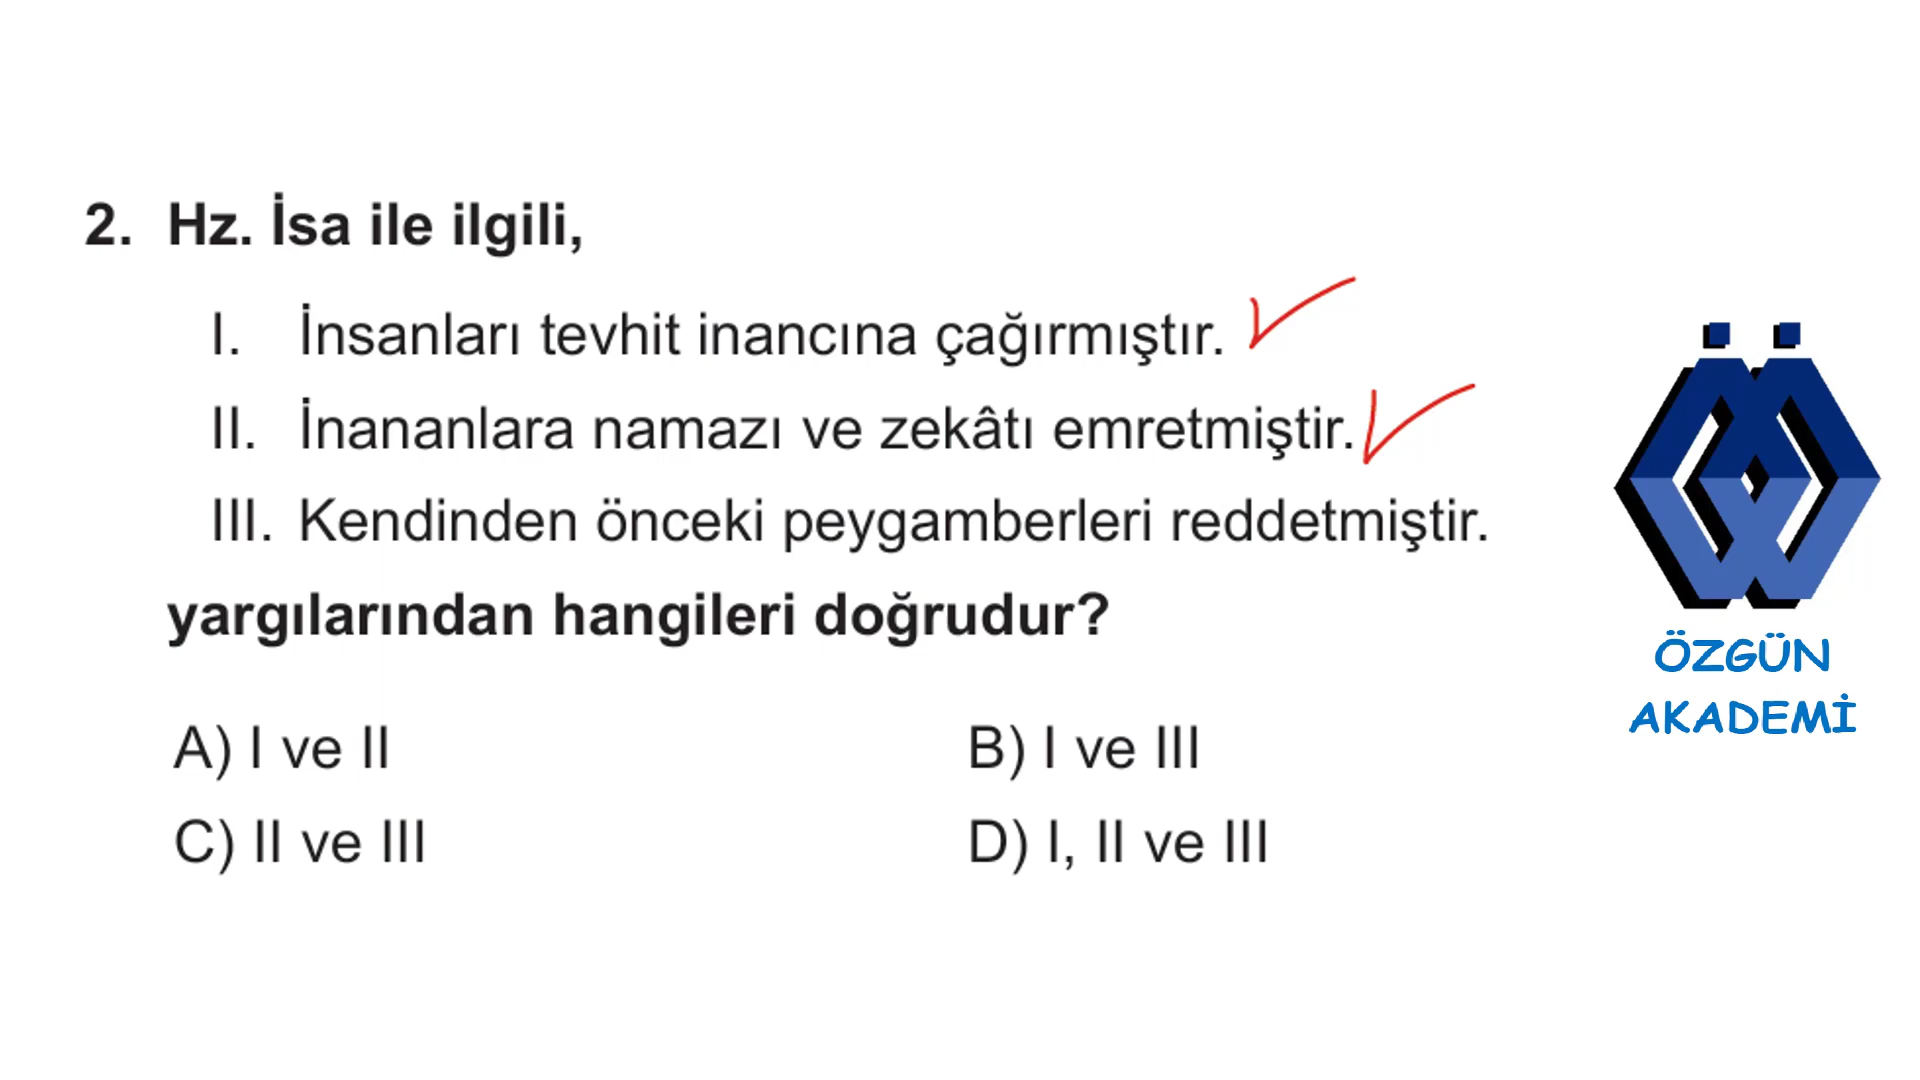 2. Hz. İsa ile ilgili,
I. İnsanları tevhit inancına çağırmıştır.
II. İnananlara namazı ve zekâtı emretmiştir.
III. Kendinden önceki peygamberleri reddetmiştir.
yargılarından hangileri doğrudur?
A) I ve II
B) I ve III
C) II ve III
D) I, II ve III
ÖZGÜN
AKADEMİ